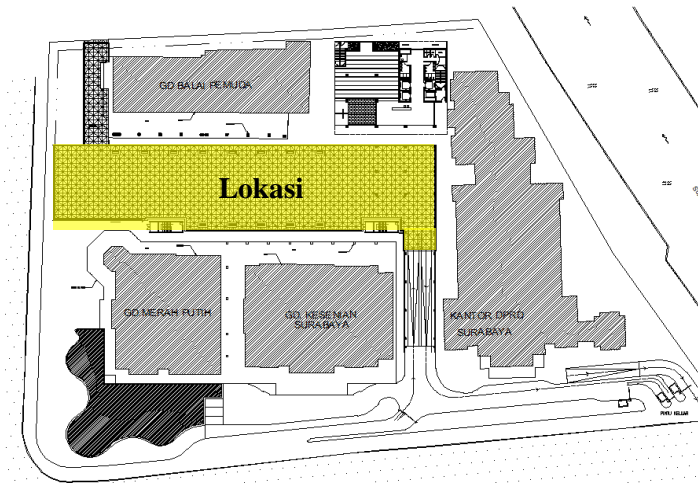 GD BALAI PEMUDA
Lokasi
GD. MERAH PUTIH
GD. KESENIAN
SURABAYA
KANTOR DPRD
SURABAYA
PINTU KELUAR